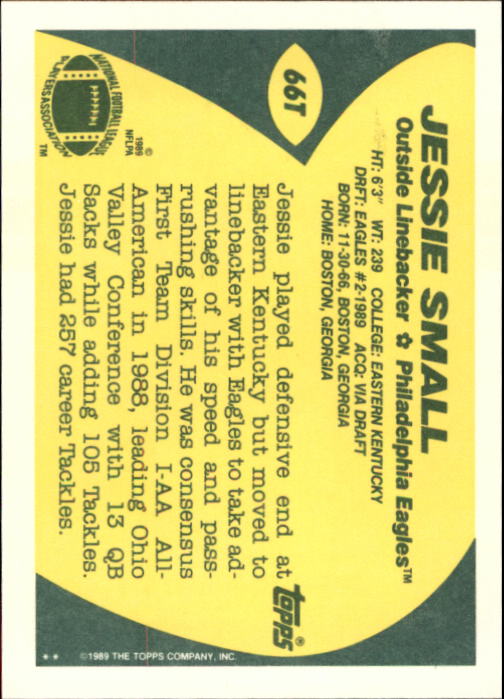 66T
JESSIE SMALL
Outside Linebacker ✿ Philadelphia Eagles™
HT: 6'3" WT: 239 COLLEGE: EASTERN KENTUCKY
DRFT: EAGLES #2-1989 ACQ: VIA DRAFT
BORN: 11-30-66, BOSTON, GEORGIA
HOME: BOSTON, GEORGIA
Jessie played defensive end at
Eastern Kentucky but moved to
linebacker with Eagles to take ad-
vantage of his speed and pass-
rushing skills. He was consensus
First Team Division I-AA All-
American in 1988, leading Ohio
Valley Conference with 13 QB
Sacks while adding 105 Tackles.
Jessie had 257 career Tackles.
NATIONAL FOOTBALL LEAGUE
PLAYERS ASSOCIATION
TM
©
1989
NFLPA
topps®
** ©1989 THE TOPPS COMPANY, INC.